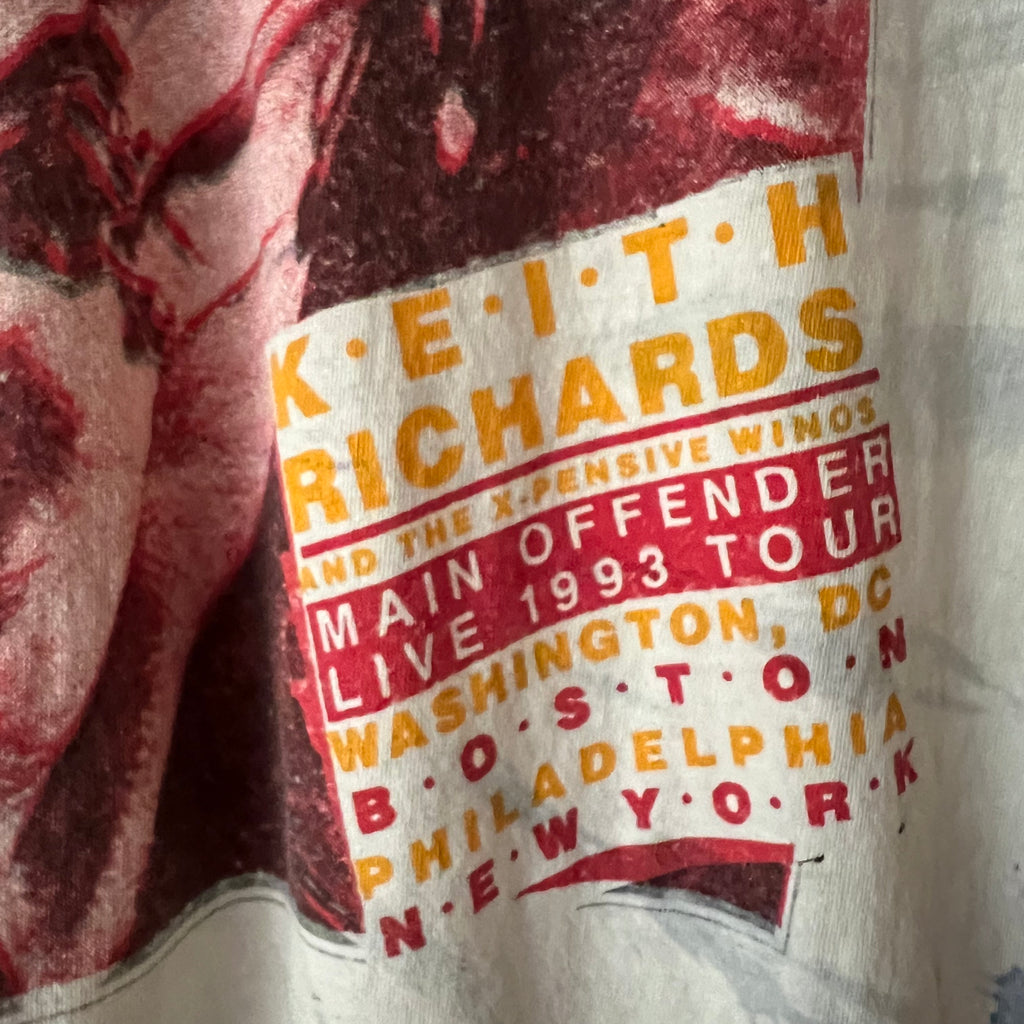 K·E·I·T·H
RICHARDS
AND THE X-PENSIVE WINOS
MAIN OFFENDER
LIVE 1993 TOUR
WASHINGTON, DC
B·O·S·T·O·N
PHILADELPHIA
N·E·W Y·O·R·K